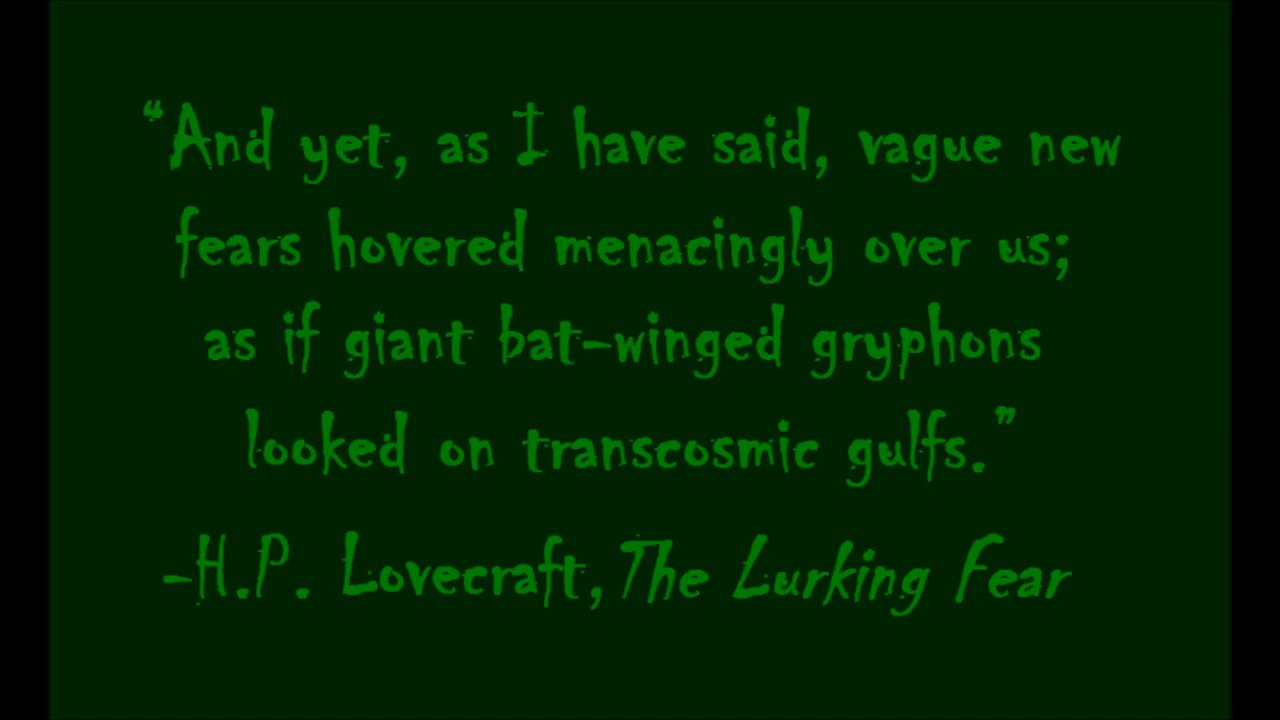 “And yet, as I have said, vague new
fears hovered menacingly over us;
as if giant bat-winged gryphons
looked on transcosmic gulfs.”
-H.P. Lovecraft, The Lurking Fear